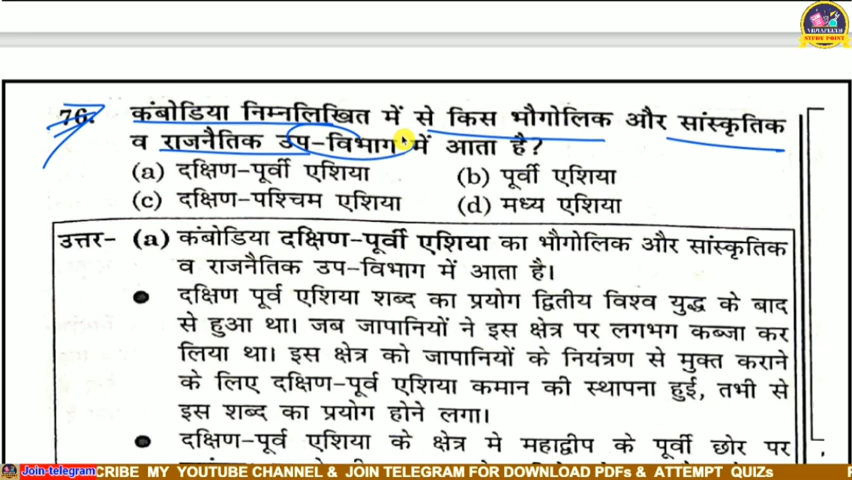 VIDYAPEETH
STUDY POINT
76. कंबोडिया निम्नलिखित में से किस भौगोलिक और सांस्कृतिक
व राजनैतिक उप-विभाग में आता है?
(a) दक्षिण-पूर्वी एशिया (b) पूर्वी एशिया
(c) दक्षिण-पश्चिम एशिया (d) मध्य एशिया
उत्तर- (a) कंबोडिया दक्षिण-पूर्वी एशिया का भौगोलिक और सांस्कृतिक
व राजनैतिक उप-विभाग में आता है।
● दक्षिण पूर्व एशिया शब्द का प्रयोग द्वितीय विश्व युद्ध के बाद
से हुआ था। जब जापानियों ने इस क्षेत्र पर लगभग कब्जा कर
लिया था। इस क्षेत्र को जापानियों के नियंत्रण से मुक्त कराने
के लिए दक्षिण-पूर्व एशिया कमान की स्थापना हुई, तभी से
इस शब्द का प्रयोग होने लगा।
● दक्षिण-पूर्व एशिया के क्षेत्र मे महाद्वीप के पूर्वी छोर पर
Join-telegram CRIBE MY YOUTUBE CHANNEL & JOIN TELEGRAM FOR DOWNLOAD PDFs & ATTEMPT QUIZs